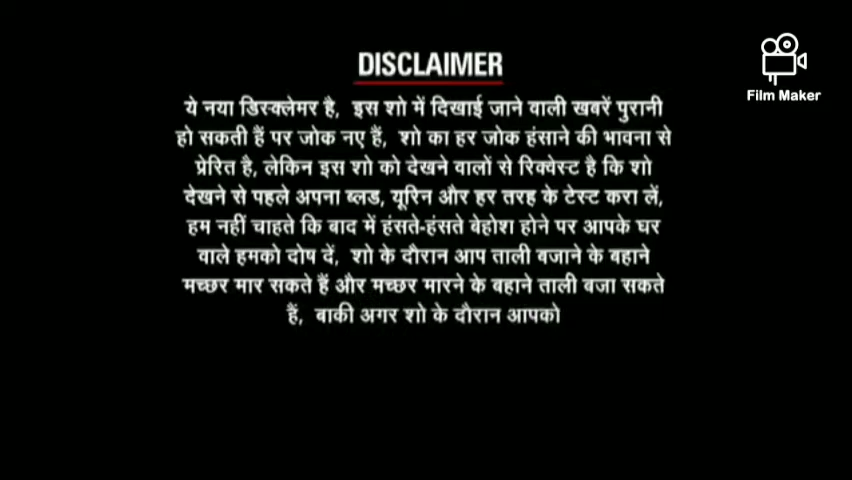 DISCLAIMER
Film Maker
ये नया डिस्क्लेमर है, इस शो में दिखाई जाने वाली खबरें पुरानी
हो सकती हैं पर जोक नए हैं, शो का हर जोक हंसाने की भावना से
प्रेरित है, लेकिन इस शो को देखने वालों से रिक्वेस्ट है कि शो
देखने से पहले अपना ब्लड, यूरिन और हर तरह के टेस्ट करा लें,
हम नहीं चाहते कि बाद में हंसते-हंसते बेहोश होने पर आपके घर
वाले हमको दोष दें, शो के दौरान आप ताली बजाने के बहाने
मच्छर मार सकते हैं और मच्छर मारने के बहाने ताली बजा सकते
हैं, बाकी अगर शो के दौरान आपको